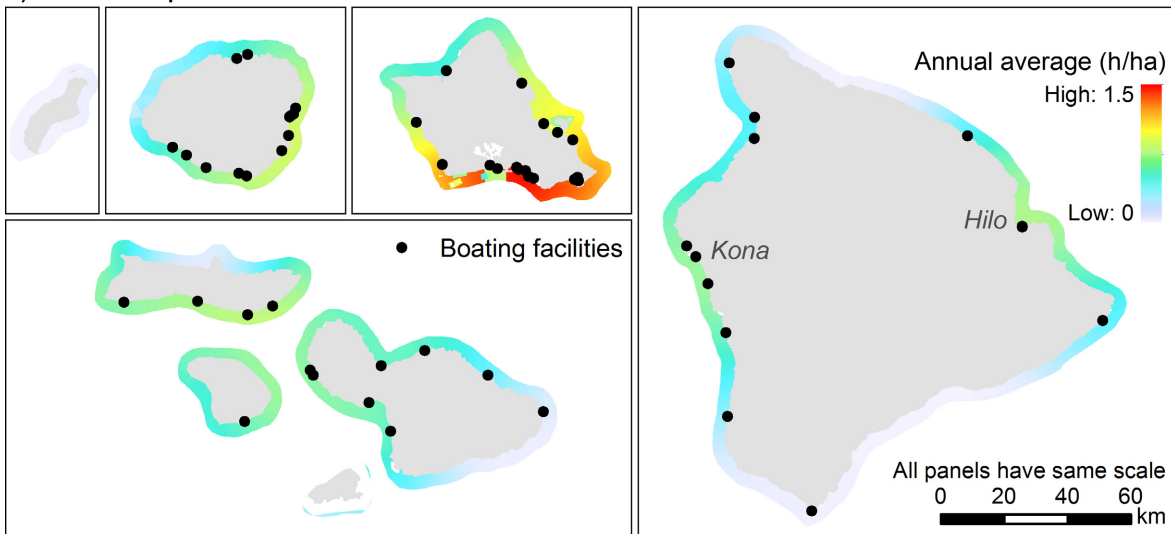 Annual average (h/ha)
High: 1.5
Low: 0
Hilo
Kona
Boating facilities
All panels have same scale
0 20 40 60
km